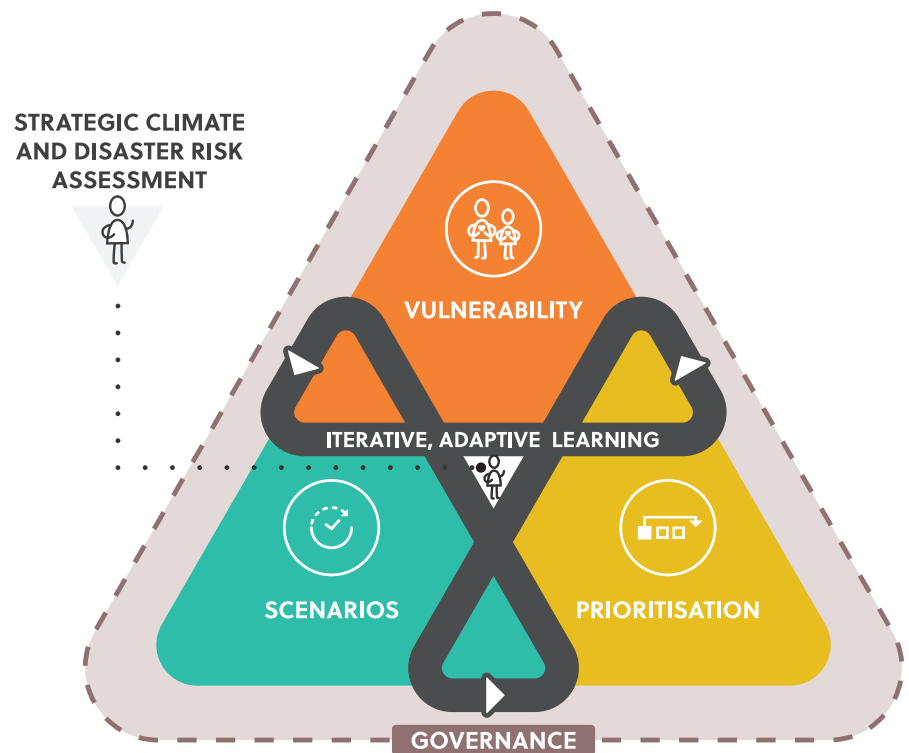 STRATEGIC CLIMATE
AND DISASTER RISK
ASSESSMENT
VULNERABILITY
ITERATIVE, ADAPTIVE LEARNING
SCENARIOS
PRIORITISATION
GOVERNANCE